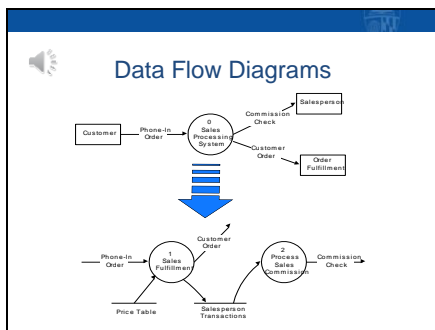 Data Flow Diagrams
Salesperson
Commission
Check
0
Sales
Processing
System
Customer
Phone-In
Order
Customer
Order
Order
Fulfillment
Customer
Order
Phone-In
Order
1
Sales
Fulfillment
2
Process
Sales
Commission
Commission
Check
Price Table
Salesperson
Transactions